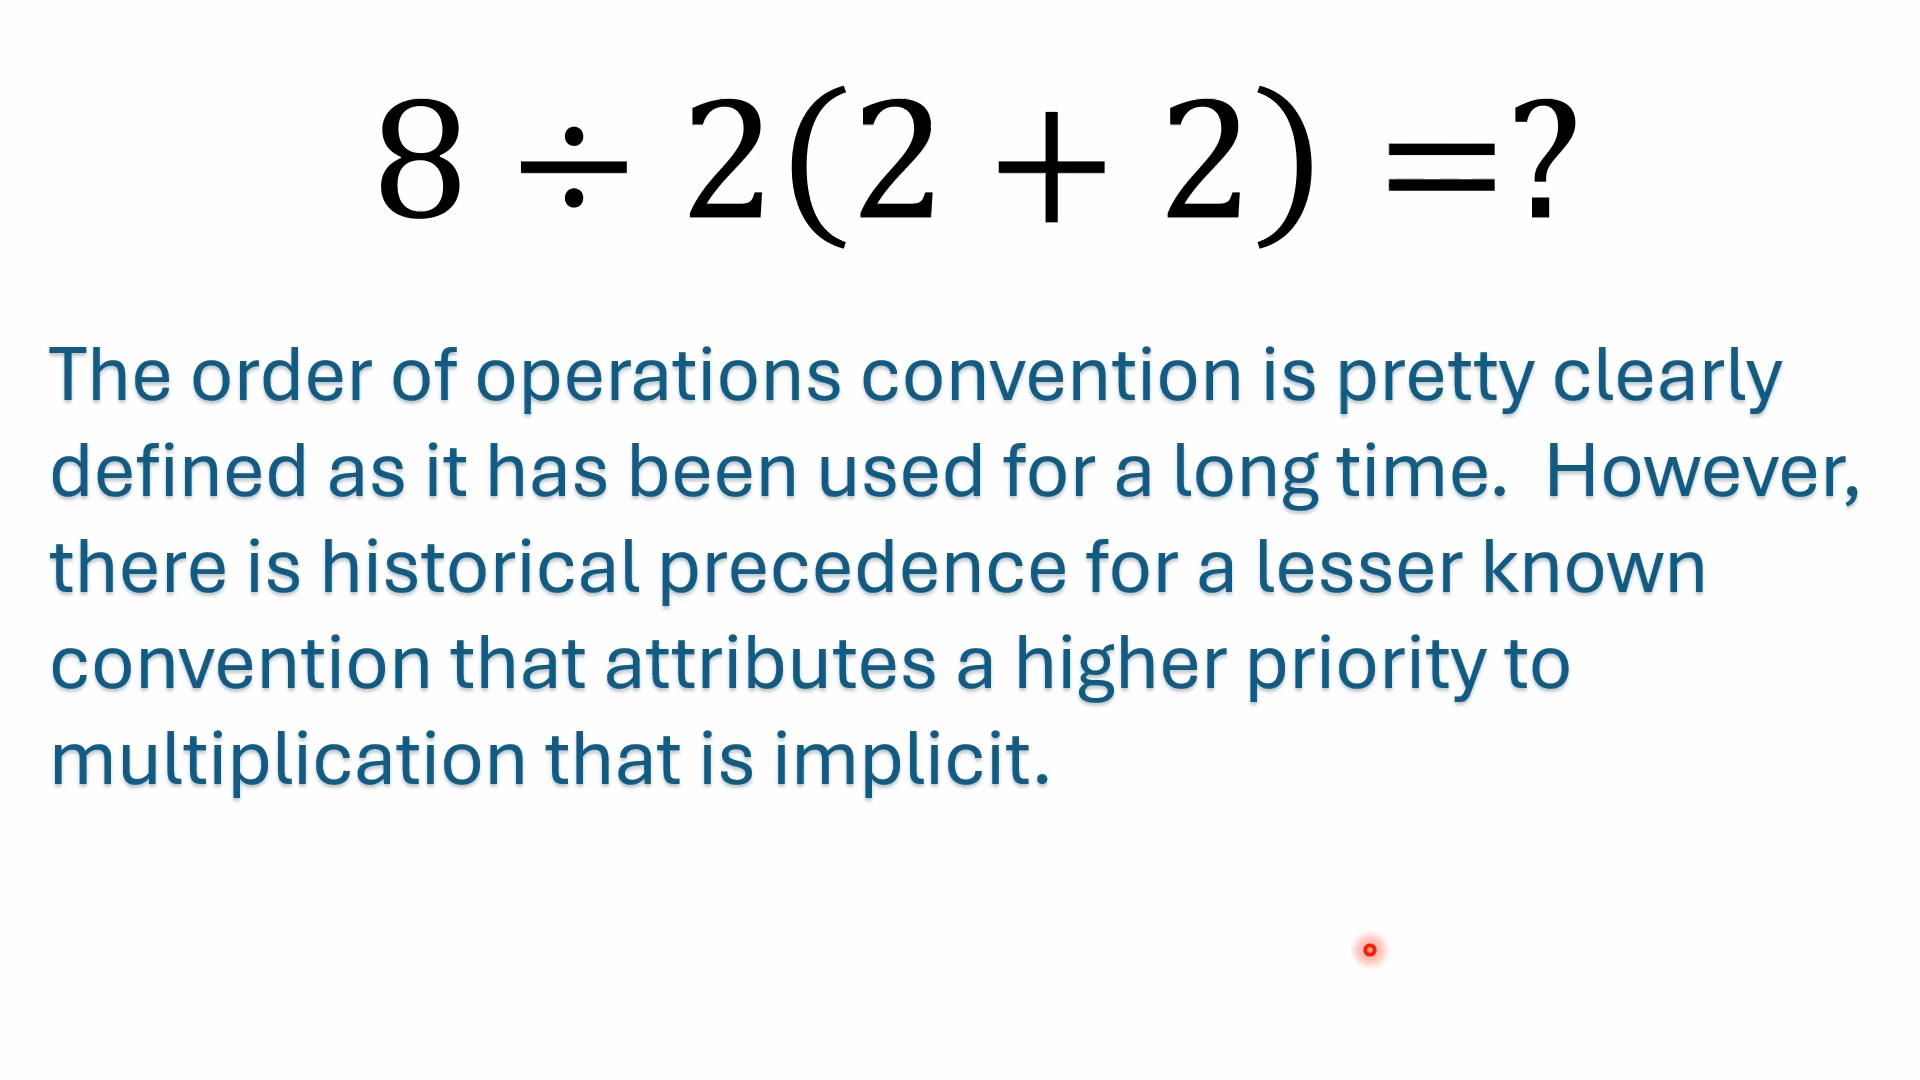 8 ÷ 2(2 + 2) =?
The order of operations convention is pretty clearly
defined as it has been used for a long time.  However,
there is historical precedence for a lesser known
convention that attributes a higher priority to
multiplication that is implicit.